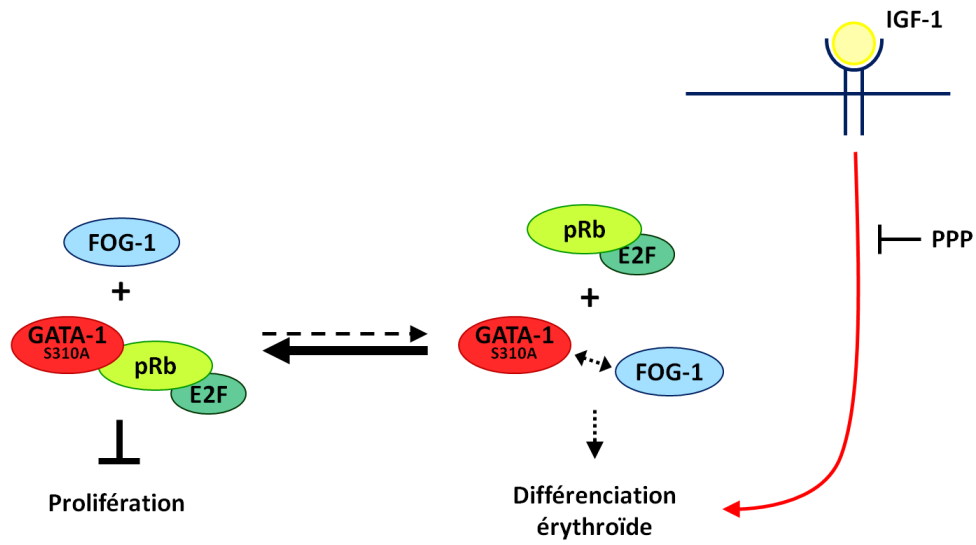 IGF-1
FOG-1
+
GATA-1
S310A
pRb
E2F
Prolifération
pRb
E2F
+
GATA-1
S310A
FOG-1
Différenciation
érythroïde
PPP